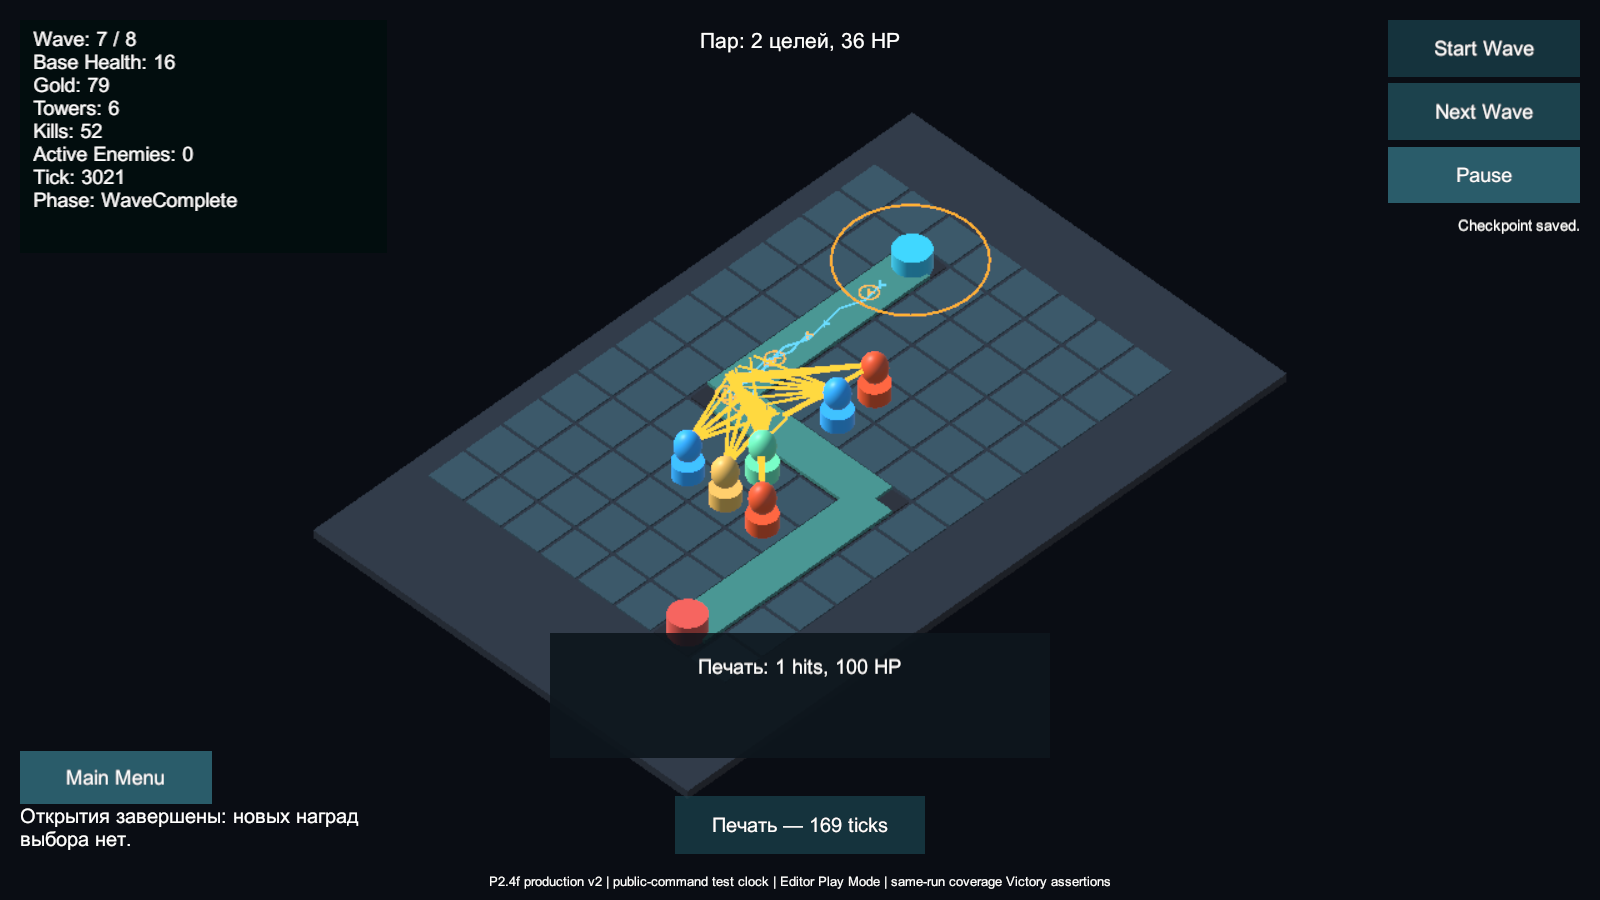 Wave: 7 / 8
Base Health: 16
Gold: 79
Towers: 6
Kills: 52
Active Enemies: 0
Tick: 3021
Phase: WaveComplete
Пар: 2 целей, 36 HP
Start Wave
Next Wave
Pause
Checkpoint saved.
Печать: 1 hits, 100 HP
Main Menu
Открытия завершены: новых наград
выбора нет.
Печать — 169 ticks
P2.4f production v2 | public-command test clock | Editor Play Mode | same-run coverage Victory assertions